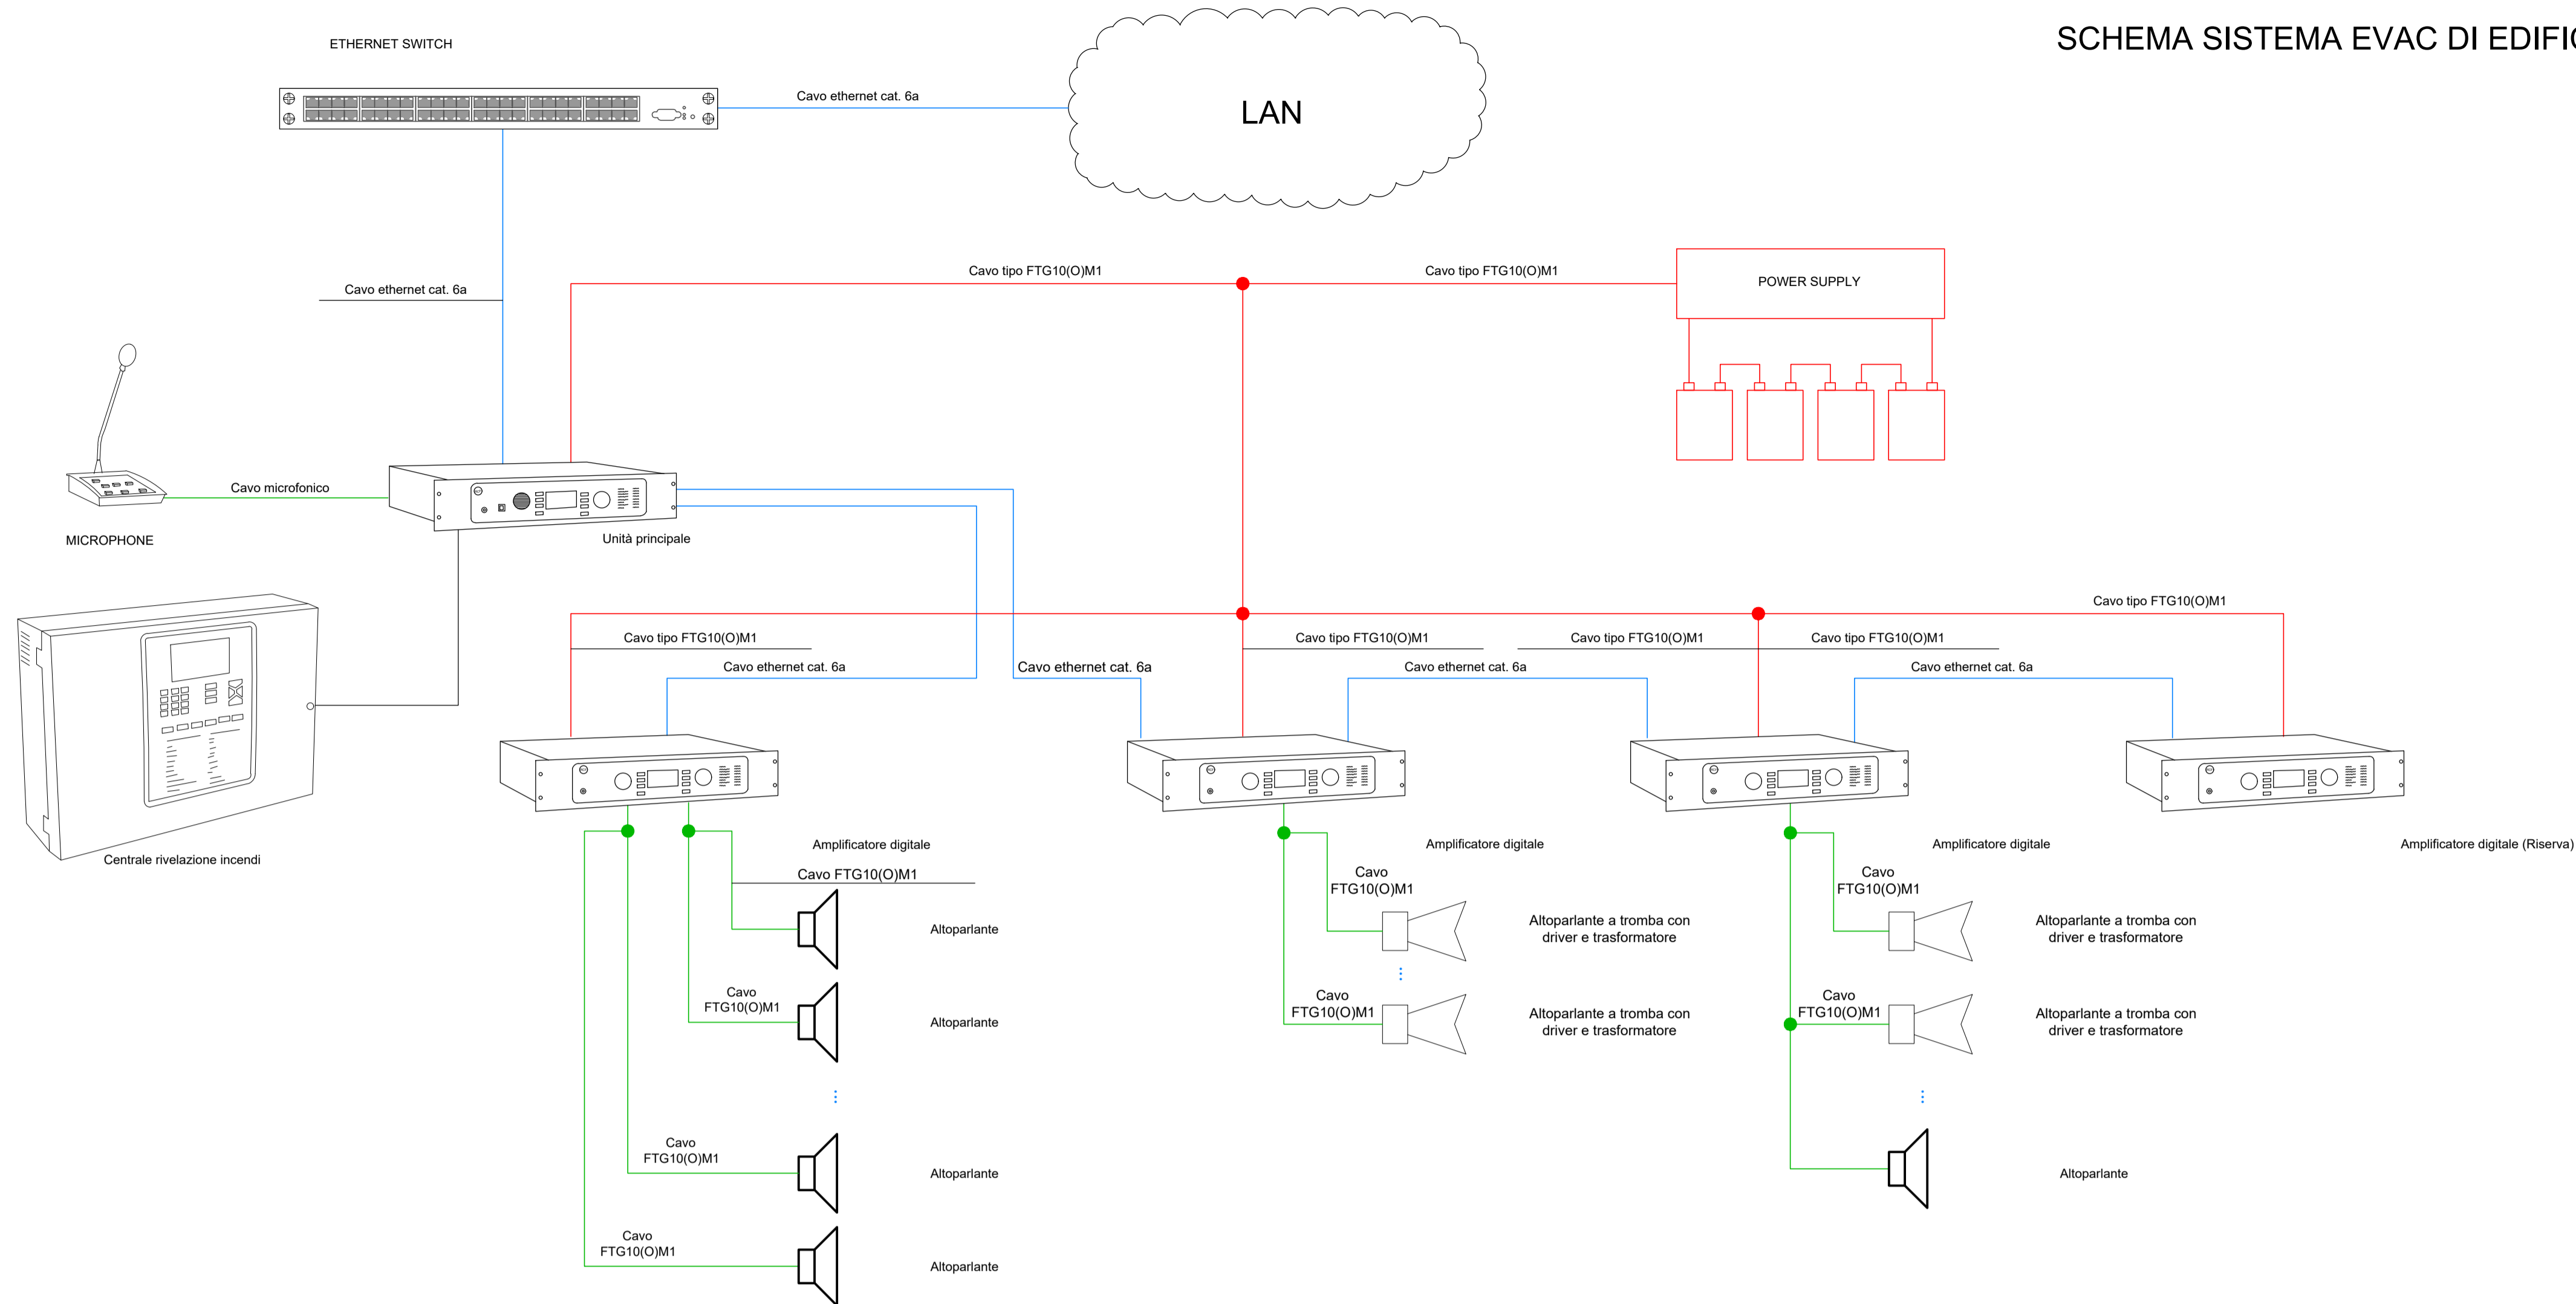 SCHEMA SISTEMA EVAC DI EDIFIC
ETHERNET SWITCH
Cavo ethernet cat. 6a
LAN
Cavo tipo FTG10(O)M1
Cavo tipo FTG10(O)M1
POWER SUPPLY
Cavo ethernet cat. 6a
Cavo microfonico
MICROPHONE
Unità principale
Cavo tipo FTG10(O)M1
Cavo tipo FTG10(O)M1
Cavo tipo FTG10(O)M1
Cavo tipo FTG10(O)M1
Cavo tipo FTG10(O)M1
Cavo ethernet cat. 6a
Cavo ethernet cat. 6a
Cavo ethernet cat. 6a
Cavo ethernet cat. 6a
Centrale rivelazione incendi
Amplificatore digitale
Amplificatore digitale
Amplificatore digitale
Amplificatore digitale (Riserva)
Cavo FTG10(O)M1
Altoparlante
Cavo
FTG10(O)M1
Altoparlante
Cavo
FTG10(O)M1
Altoparlante
Cavo
FTG10(O)M1
Altoparlante
Cavo
FTG10(O)M1
Altoparlante a tromba con
driver e trasformatore
Cavo
FTG10(O)M1
Altoparlante a tromba con
driver e trasformatore
Cavo
FTG10(O)M1
Altoparlante a tromba con
driver e trasformatore
Cavo
FTG10(O)M1
Altoparlante a tromba con
driver e trasformatore
Altoparlante